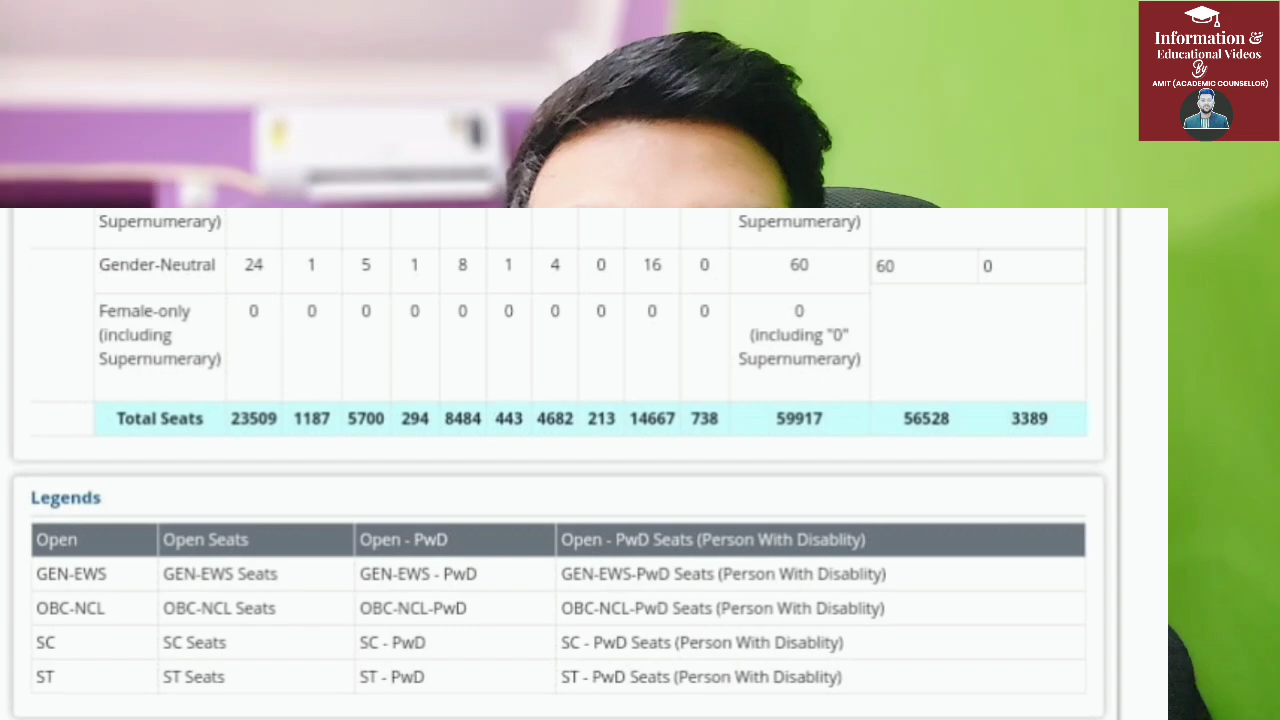 Information &
Educational Videos
By
AMIT (ACADEMIC COUNSELLOR)
Supernumerary) Supernumerary)
Gender-Neutral 24 1 5 1 8 1 4 0 16 0 60 60 0
Female-only 0 0 0 0 0 0 0 0 0 0 0
(including (including "0"
Supernumerary) Supernumerary)
Total Seats 23509 1187 5700 294 8484 443 4682 213 14667 738 59917 56528 3389
Legends
Open Open Seats Open - PwD Open - PwD Seats (Person With Disablity)
GEN-EWS GEN-EWS Seats GEN-EWS - PwD GEN-EWS-PwD Seats (Person With Disablity)
OBC-NCL OBC-NCL Seats OBC-NCL-PwD OBC-NCL-PwD Seats (Person With Disablity)
SC SC Seats SC - PwD SC - PwD Seats (Person With Disablity)
ST ST Seats ST - PwD ST - PwD Seats (Person With Disablity)